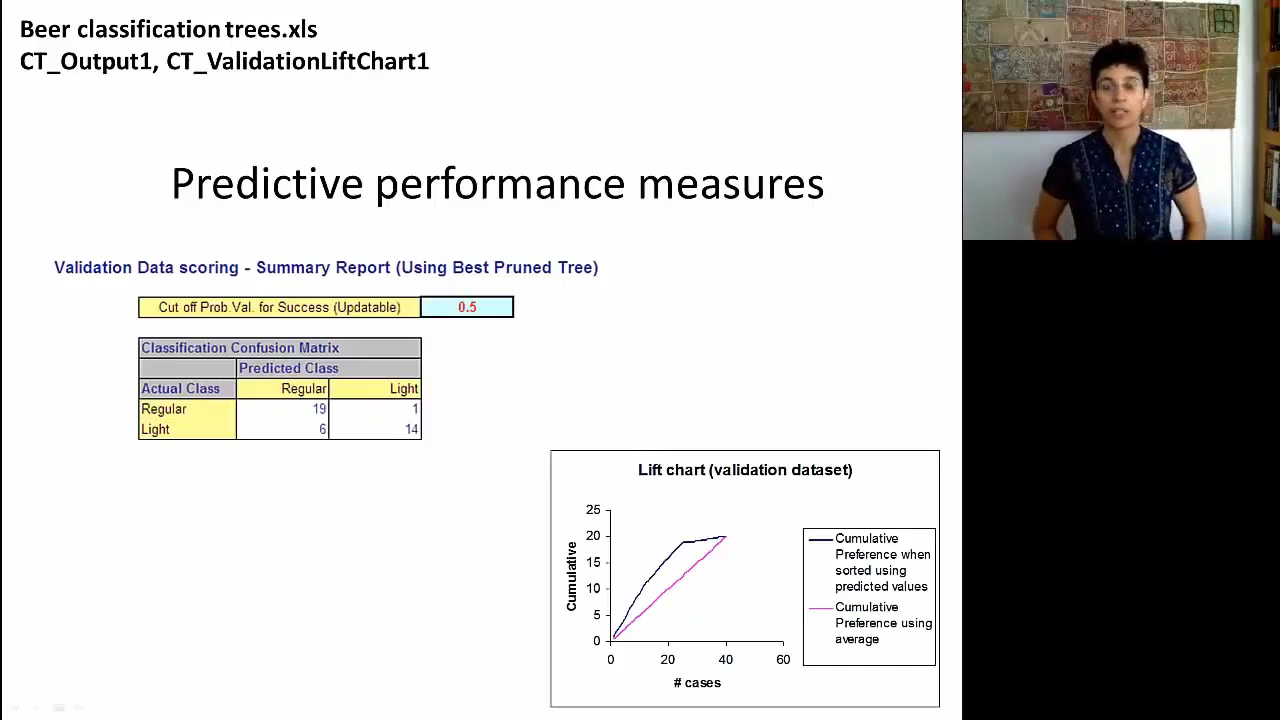 Beer classification trees.xls
CT_Output1, CT_ValidationLiftChart1
Predictive performance measures
Validation Data scoring - Summary Report (Using Best Pruned Tree)
Cut off Prob.Val. for Success (Updatable) 0.5
Classification Confusion Matrix
Predicted Class
Actual Class Regular Light
Regular 19 1
Light 6 14
Lift chart (validation dataset)
Cumulative
25
20
15
10
5
0
0 20 40 60
# cases
Cumulative
Preference when
sorted using
predicted values
Cumulative
Preference using
average